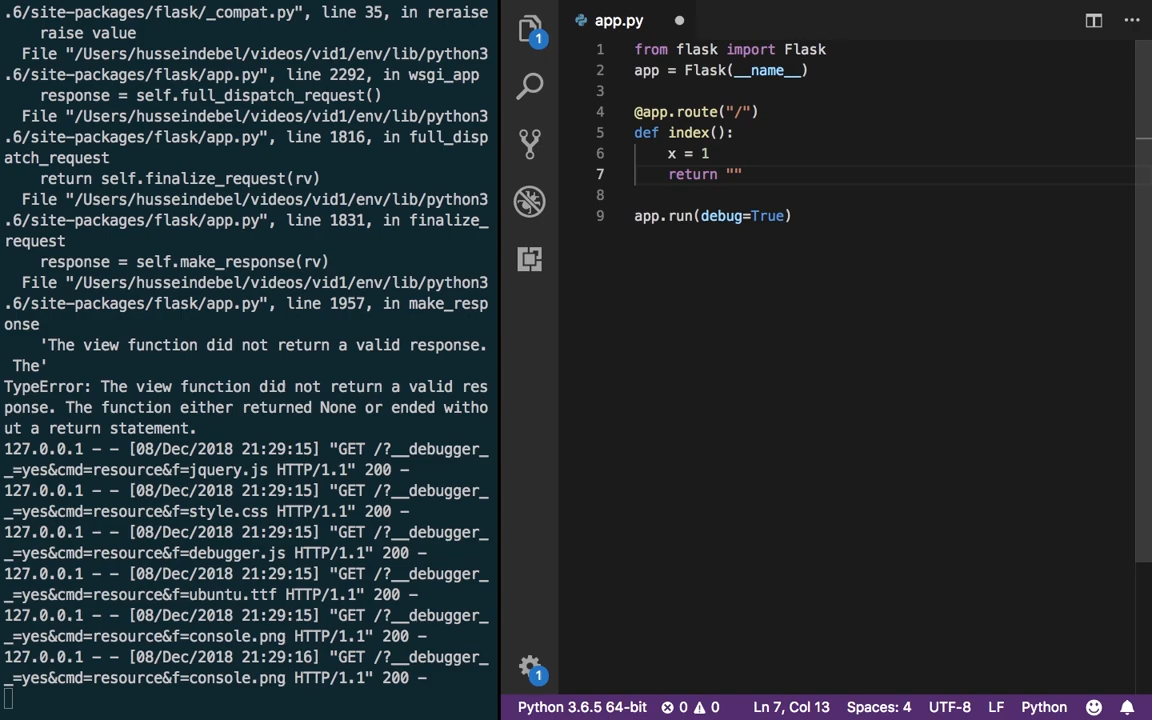 .6/site-packages/flask/_compat.py", line 35, in reraise
raise value
File "/Users/husseindebel/videos/vid1/env/lib/python3
.6/site-packages/flask/app.py", line 2292, in wsgi_app
response = self.full_dispatch_request()
File "/Users/husseindebel/videos/vid1/env/lib/python3
.6/site-packages/flask/app.py", line 1816, in full_disp
atch_request
return self.finalize_request(rv)
File "/Users/husseindebel/videos/vid1/env/lib/python3
.6/site-packages/flask/app.py", line 1831, in finalize_
request
response = self.make_response(rv)
File "/Users/husseindebel/videos/vid1/env/lib/python3
.6/site-packages/flask/app.py", line 1957, in make_resp
onse
'The view function did not return a valid response.
The'
TypeError: The view function did not return a valid res
ponse. The function either returned None or ended witho
ut a return statement.
127.0.0.1 - - [08/Dec/2018 21:29:15] "GET /?__debugger_
_=yes&cmd=resource&f=jquery.js HTTP/1.1" 200 -
127.0.0.1 - - [08/Dec/2018 21:29:15] "GET /?__debugger_
_=yes&cmd=resource&f=style.css HTTP/1.1" 200 -
127.0.0.1 - - [08/Dec/2018 21:29:15] "GET /?__debugger_
_=yes&cmd=resource&f=debugger.js HTTP/1.1" 200 -
127.0.0.1 - - [08/Dec/2018 21:29:15] "GET /?__debugger_
_=yes&cmd=resource&f=ubuntu.ttf HTTP/1.1" 200 -
127.0.0.1 - - [08/Dec/2018 21:29:15] "GET /?__debugger_
_=yes&cmd=resource&f=console.png HTTP/1.1" 200 -
127.0.0.1 - - [08/Dec/2018 21:29:16] "GET /?__debugger_
_=yes&cmd=resource&f=console.png HTTP/1.1" 200 -
1
1
app.py
1 from flask import Flask
2 app = Flask(__name__)
3
4 @app.route("/")
5 def index():
6 x = 1
7 return ""
8
9 app.run(debug=True)
Python 3.6.5 64-bit 0 0 Ln 7, Col 13 Spaces: 4 UTF-8 LF Python